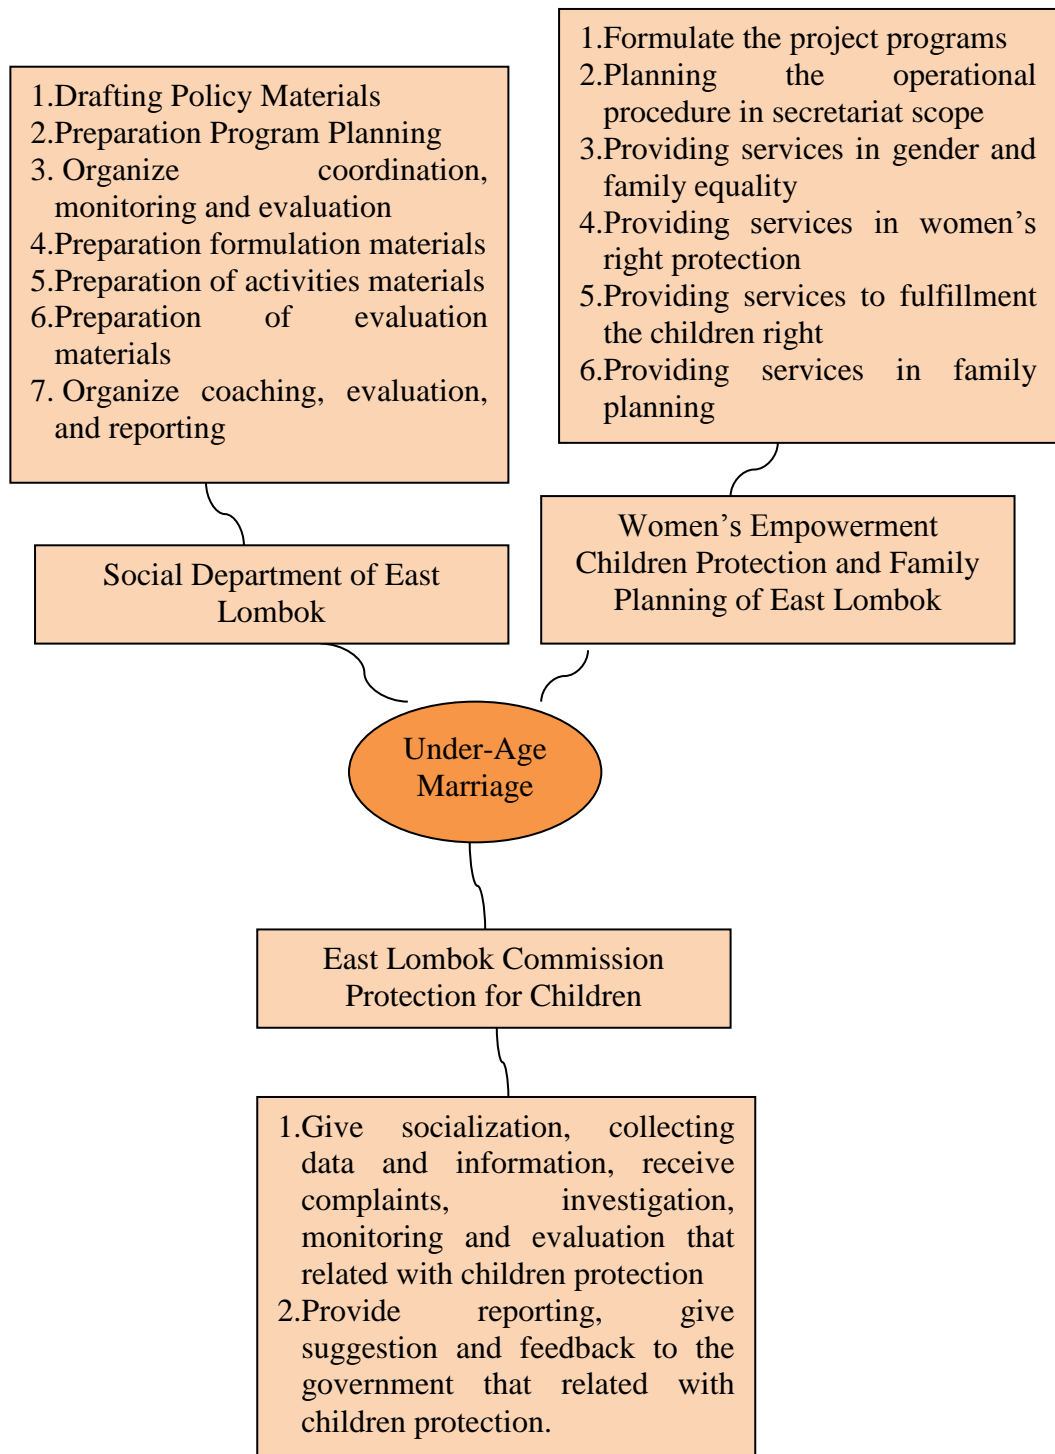 1.Drafting Policy Materials
2.Preparation Program Planning
3. Organize coordination,
monitoring and evaluation
4.Preparation formulation materials
5.Preparation of activities materials
6.Preparation of evaluation
materials
7. Organize coaching, evaluation,
and reporting
1.Formulate the project programs
2.Planning the operational
procedure in secretariat scope
3.Providing services in gender and
family equality
4.Providing services in women’s
right protection
5.Providing services to fulfillment
the children right
6.Providing services in family
planning
Social Department of East
Lombok
Women’s Empowerment
Children Protection and Family
Planning of East Lombok
Under-Age
Marriage
East Lombok Commission
Protection for Children
1.Give socialization, collecting
data and information, receive
complaints, investigation,
monitoring and evaluation that
related with children protection
2.Provide reporting, give
suggestion and feedback to the
government that related with
children protection.